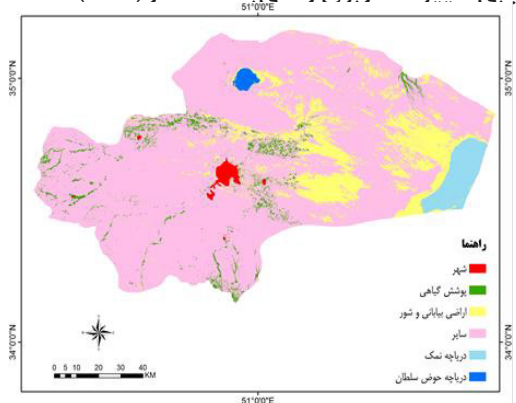 51°0'0"E
35°0'0"N
35°0'0"N
راهنما
شهر
پوشش گیاهی
اراضی بیابانی و شور
سایر
دریاچه نمک
دریاچه حوض سلطان
34°0'0"N
34°0'0"N
0 5 10 20 30 40
KM
51°0'0"E